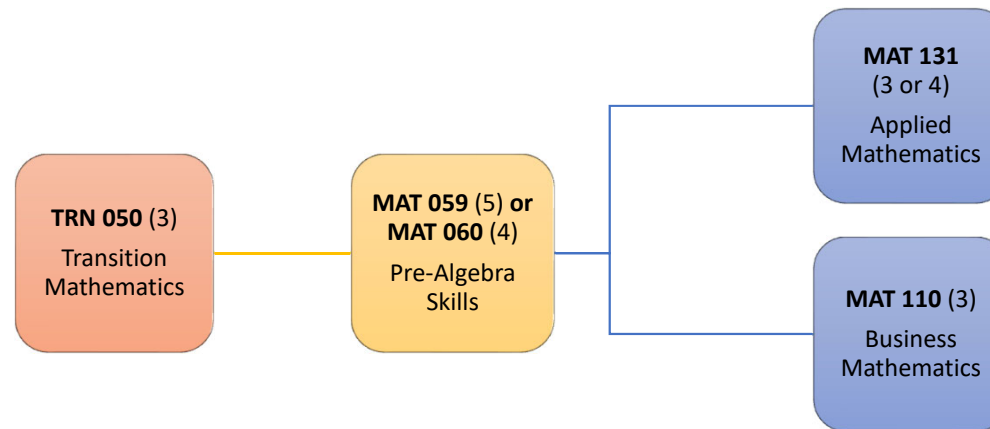 TRN 050 (3)
Transition
Mathematics
MAT 059 (5) or
MAT 060 (4)
Pre-Algebra
Skills
MAT 131
(3 or 4)
Applied
Mathematics
MAT 110 (3)
Business
Mathematics